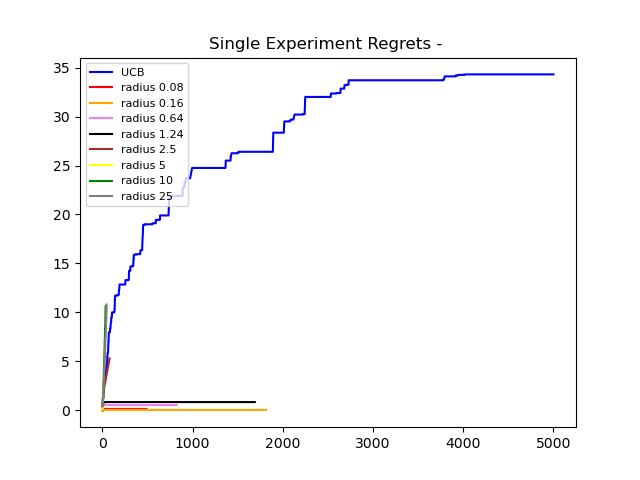 Single Experiment Regrets -
35
30
25
20
15
10
5
0
UCB
radius 0.08
radius 0.16
radius 0.64
radius 1.24
radius 2.5
radius 5
radius 10
radius 25
0 1000 2000 3000 4000 5000